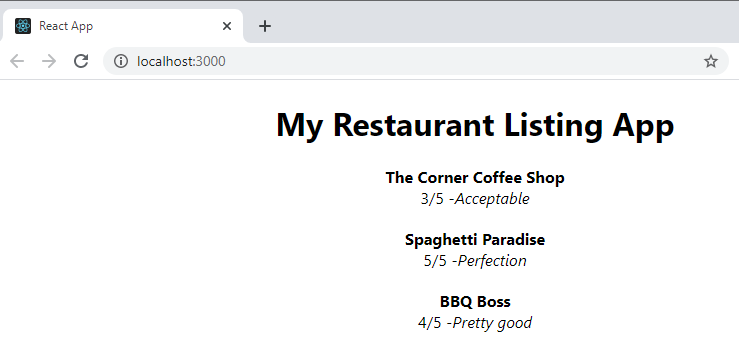 React App
localhost:3000
My Restaurant Listing App
The Corner Coffee Shop
3/5 -Acceptable
Spaghetti Paradise
5/5 -Perfection
BBQ Boss
4/5 -Pretty good